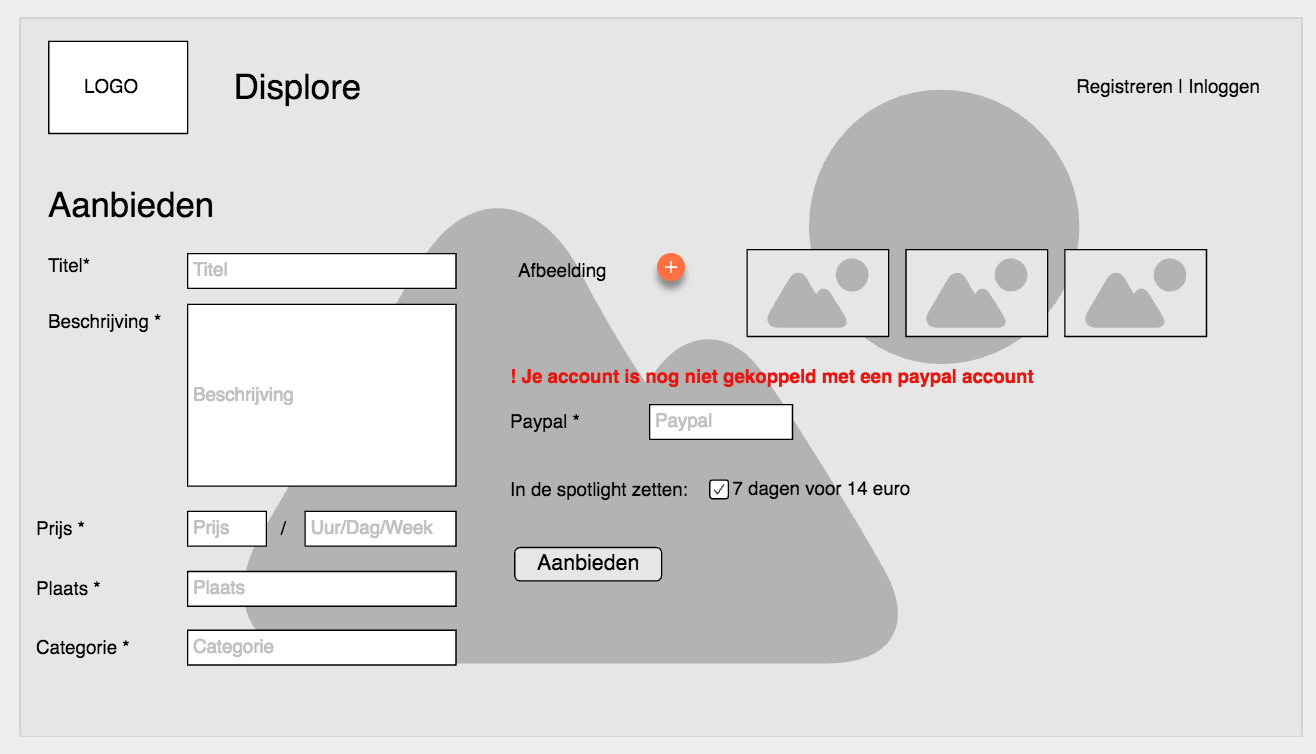 LOGO
Displore
Registreren | Inloggen
Aanbieden
Titel*
Titel
Beschrijving *
Beschrijving
Prijs *
Prijs
/
Uur/Dag/Week
Plaats *
Plaats
Categorie *
Categorie
Afbeelding
+
! Je account is nog niet gekoppeld met een paypal account
Paypal *
Paypal
In de spotlight zetten:
7 dagen voor 14 euro
Aanbieden